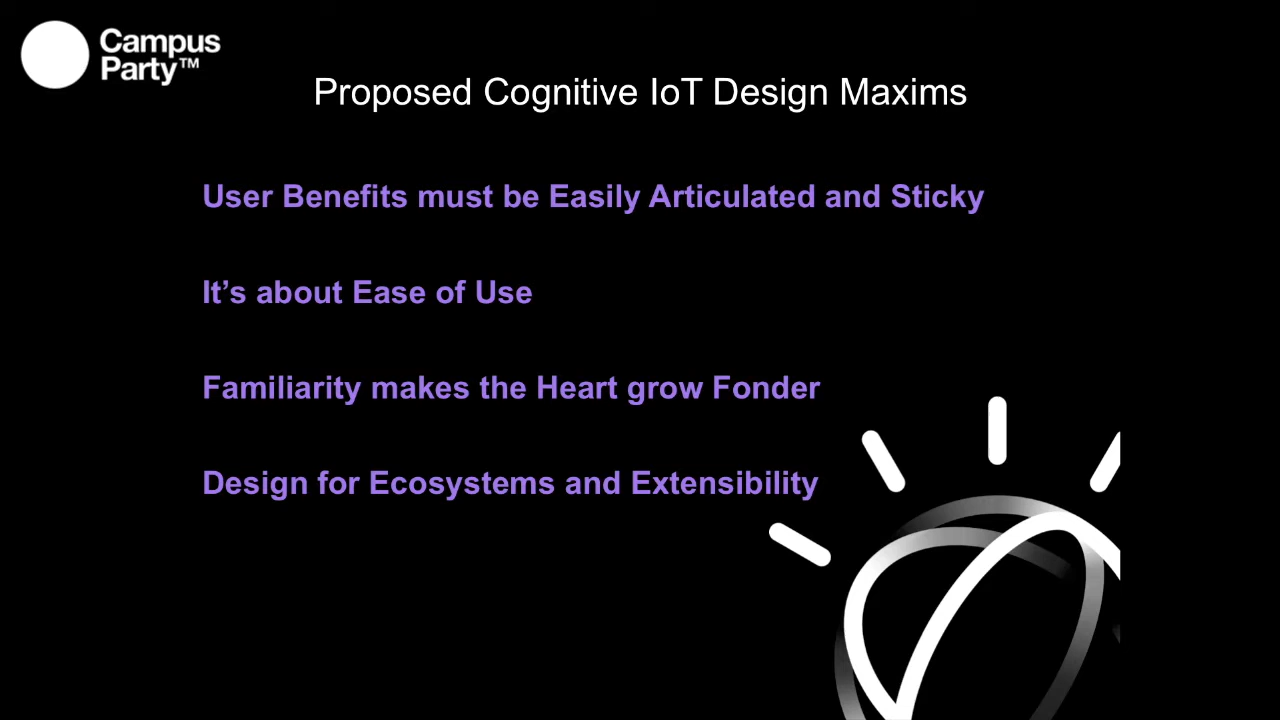 Campus
Party™
Proposed Cognitive IoT Design Maxims
User Benefits must be Easily Articulated and Sticky
It’s about Ease of Use
Familiarity makes the Heart grow Fonder
Design for Ecosystems and Extensibility